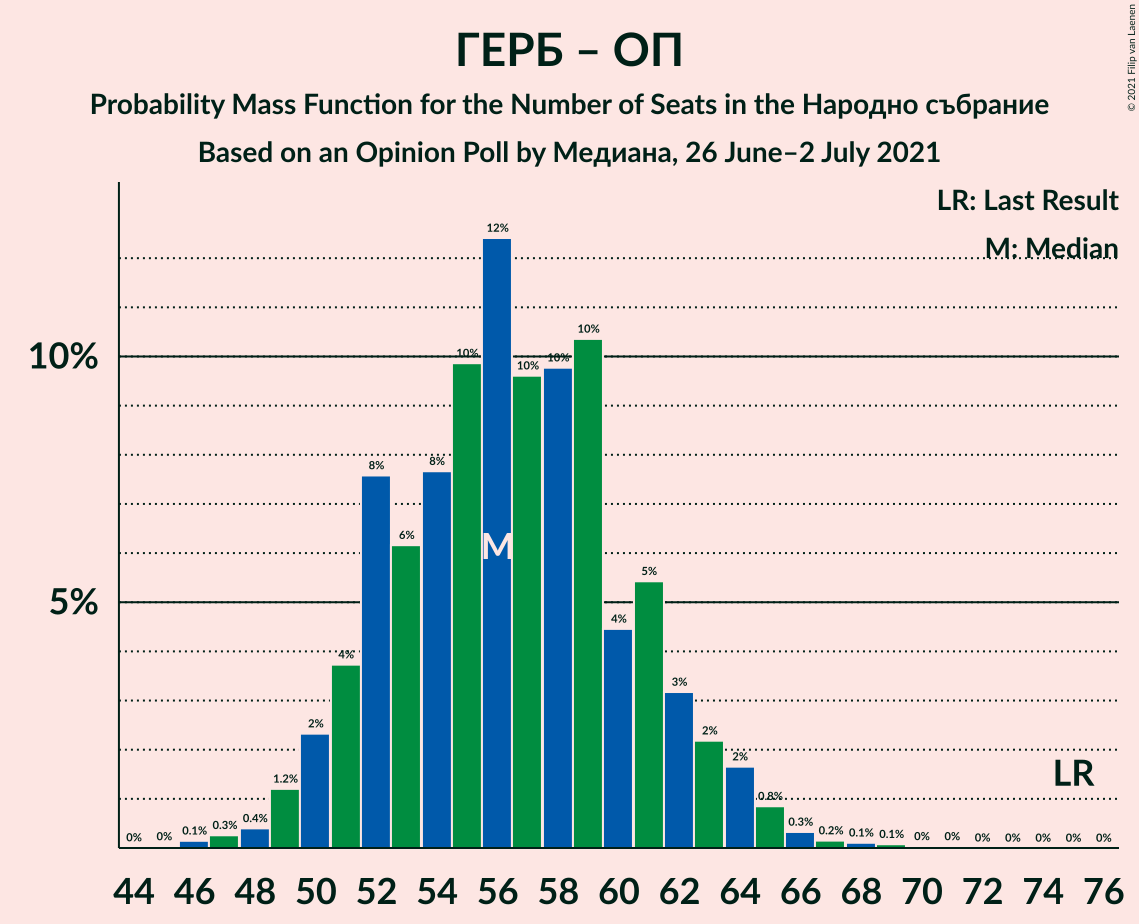 © 2021 Filip van Laenen
ГЕРБ – ОП
Probability Mass Function for the Number of Seats in the Народно събрание
Based on an Opinion Poll by Медиана, 26 June–2 July 2021
LR: Last Result
M: Median
10%
5%
0% 0% 0.1% 0.3% 0.4% 1.2% 2% 4% 8% 6% 8% 10% 12% 10% 10% 10% 4% 5% 3% 2% 2% 0.8% 0.3% 0.2% 0.1% 0.1% 0% 0% 0% 0% 0% 0% 0%
M
LR
44 46 48 50 52 54 56 58 60 62 64 66 68 70 72 74 76